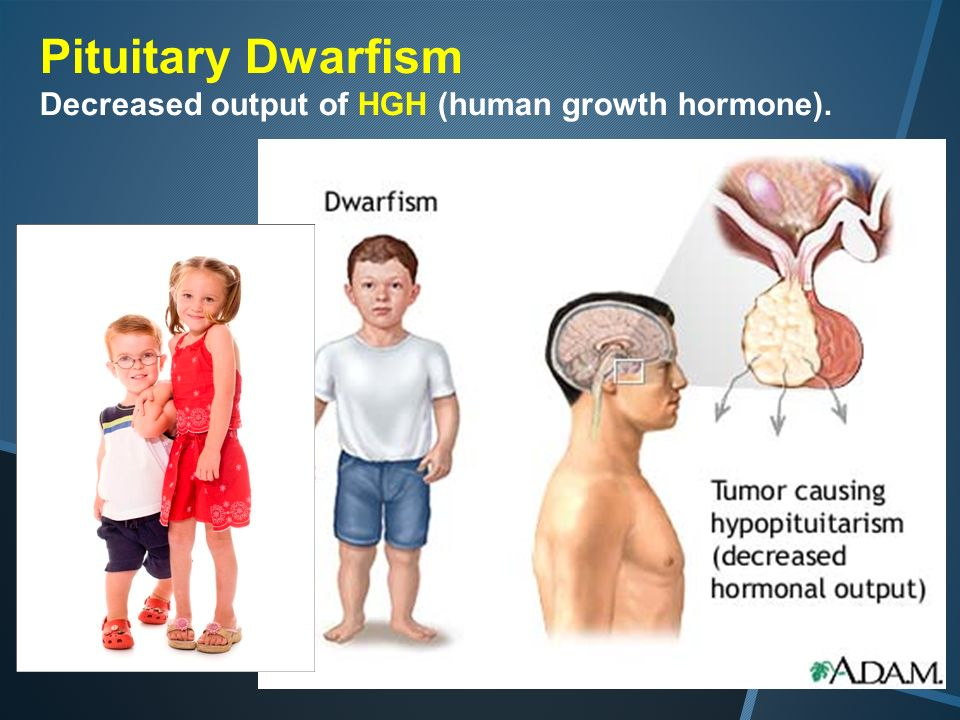 Pituitary Dwarfism
Decreased output of HGH (human growth hormone).
Dwarfism
Tumor causing
hypopituitarism
(decreased
hormonal output)
A.D.A.M.